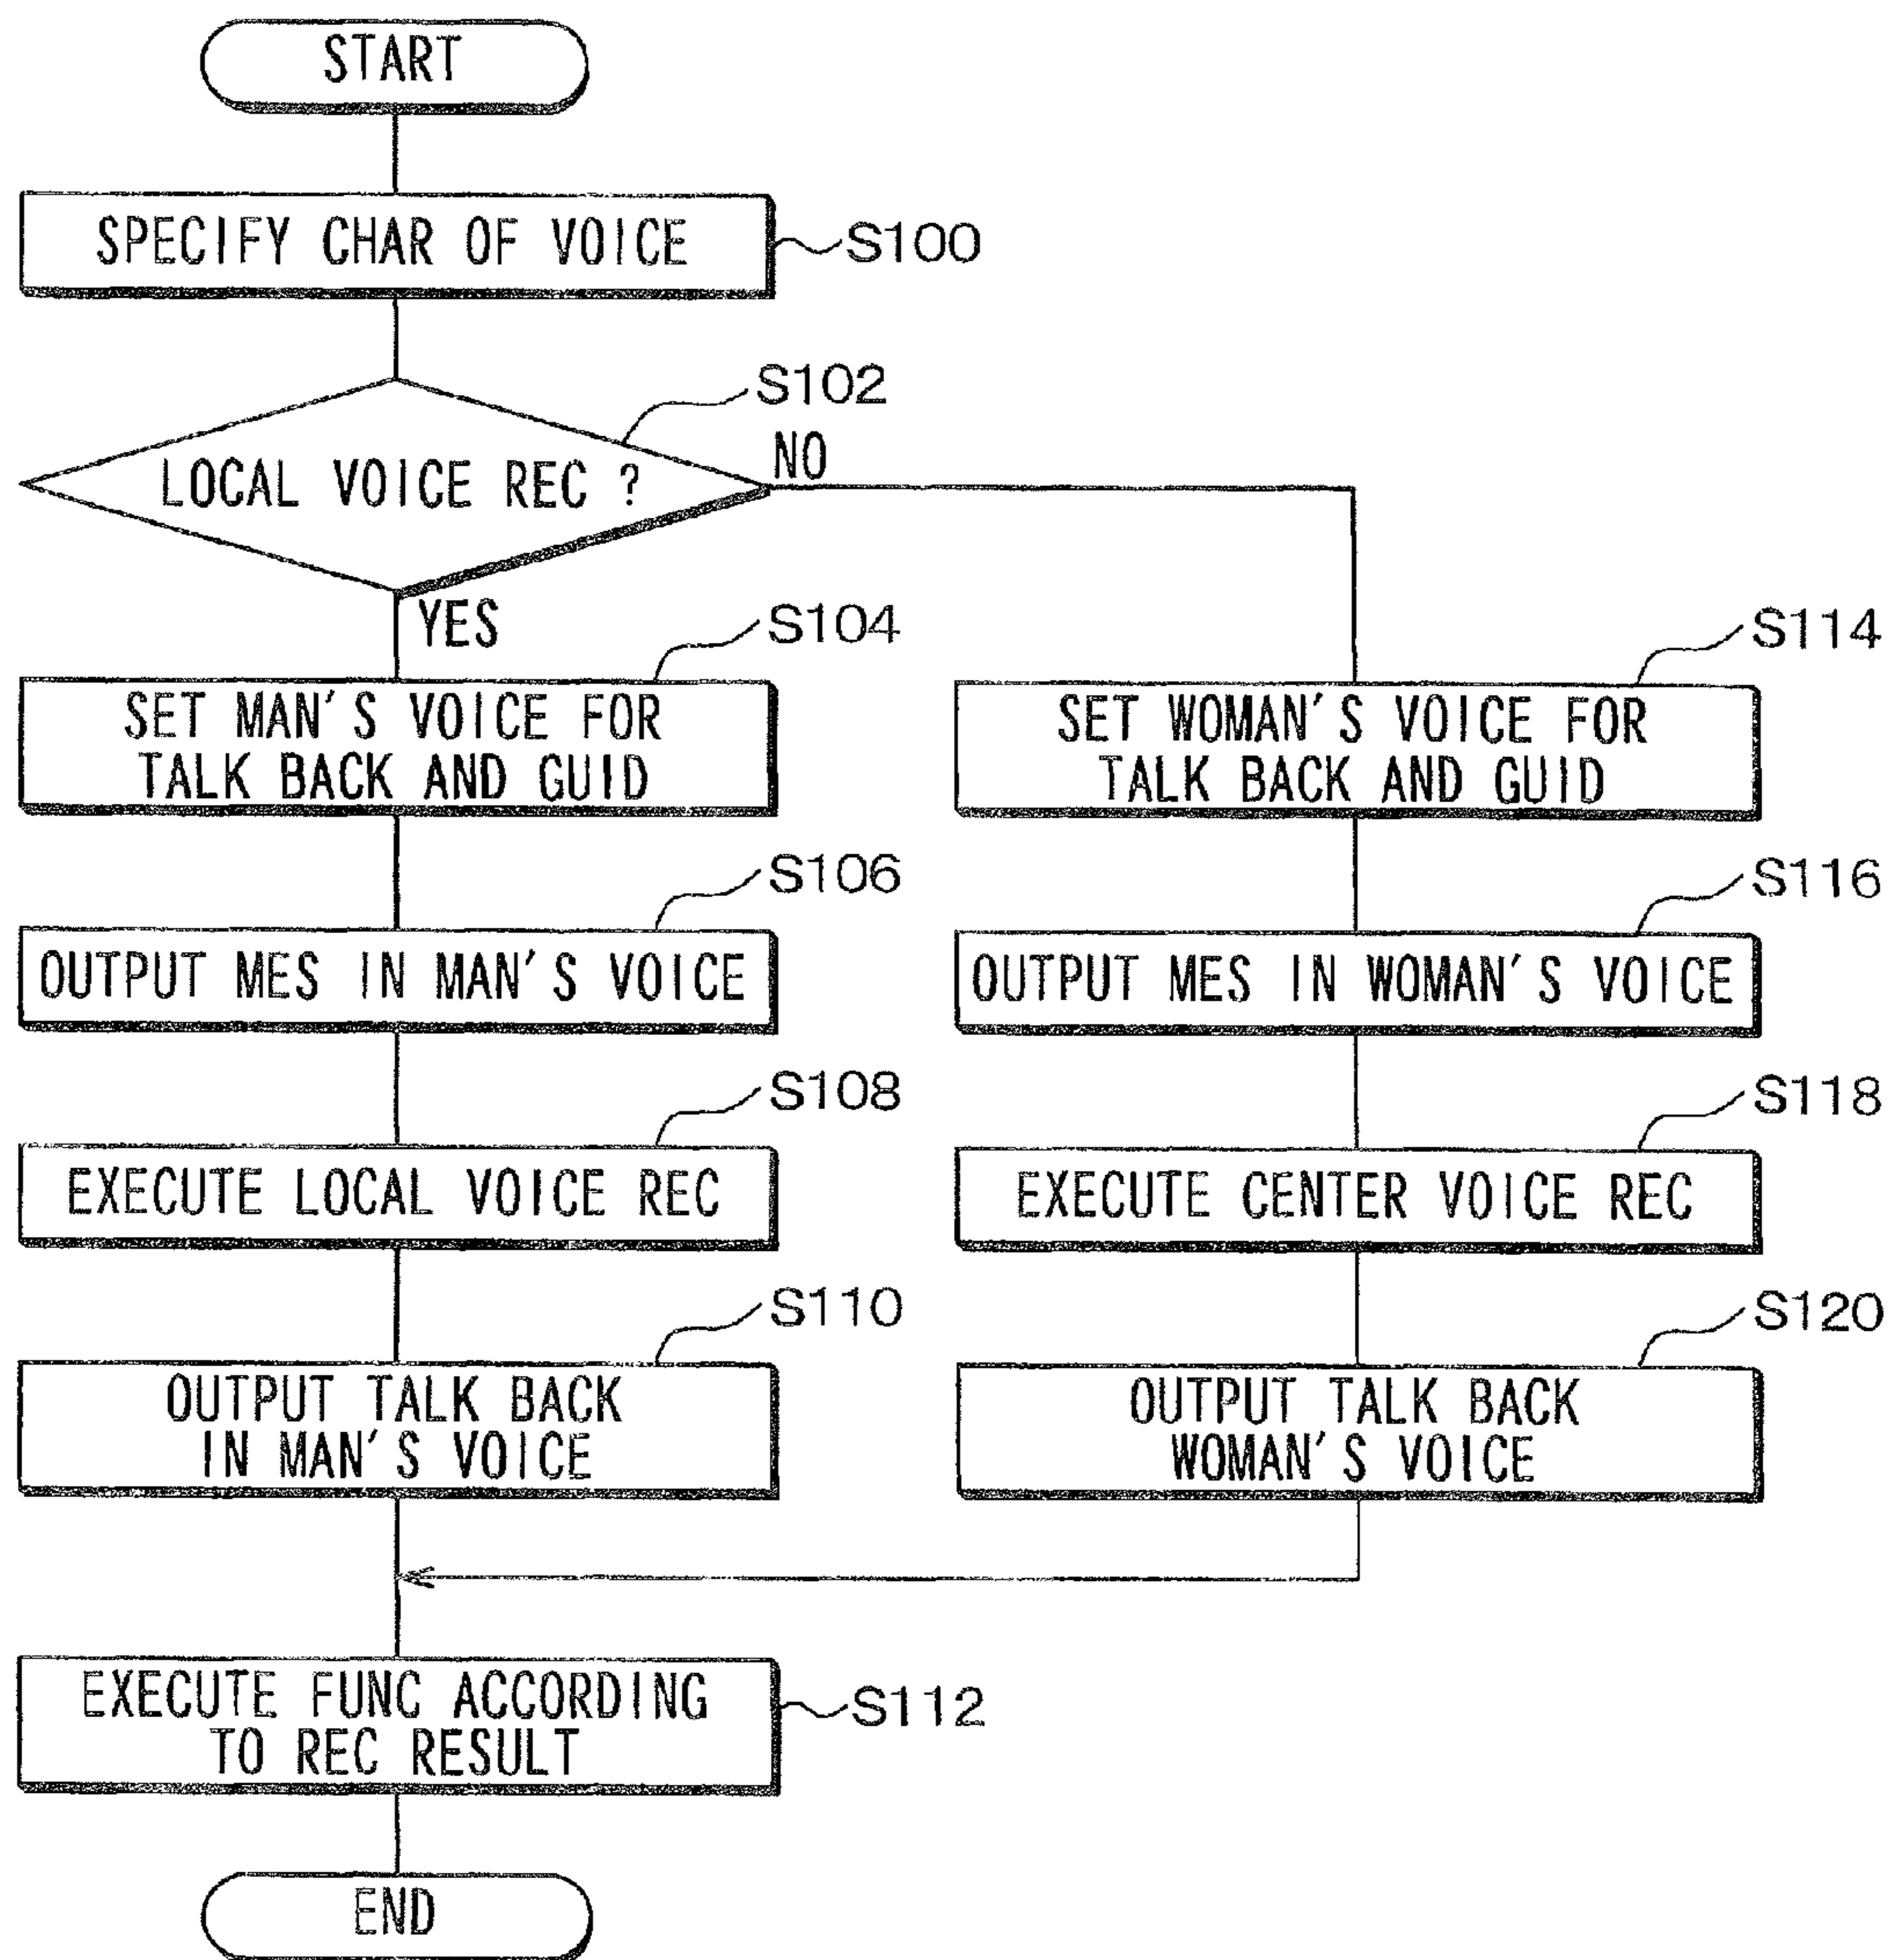 START
SPECIFY CHAR OF VOICE
S100
S102
LOCAL VOICE REC ?
NO
YES
S104
SET MAN'S VOICE FOR
TALK BACK AND GUID
S106
OUTPUT MES IN MAN'S VOICE
S108
EXECUTE LOCAL VOICE REC
S110
OUTPUT TALK BACK
IN MAN'S VOICE
S114
SET WOMAN'S VOICE FOR
TALK BACK AND GUID
S116
OUTPUT MES IN WOMAN'S VOICE
S118
EXECUTE CENTER VOICE REC
S120
OUTPUT TALK BACK
WOMAN'S VOICE
EXECUTE FUNC ACCORDING
TO REC RESULT
S112
END